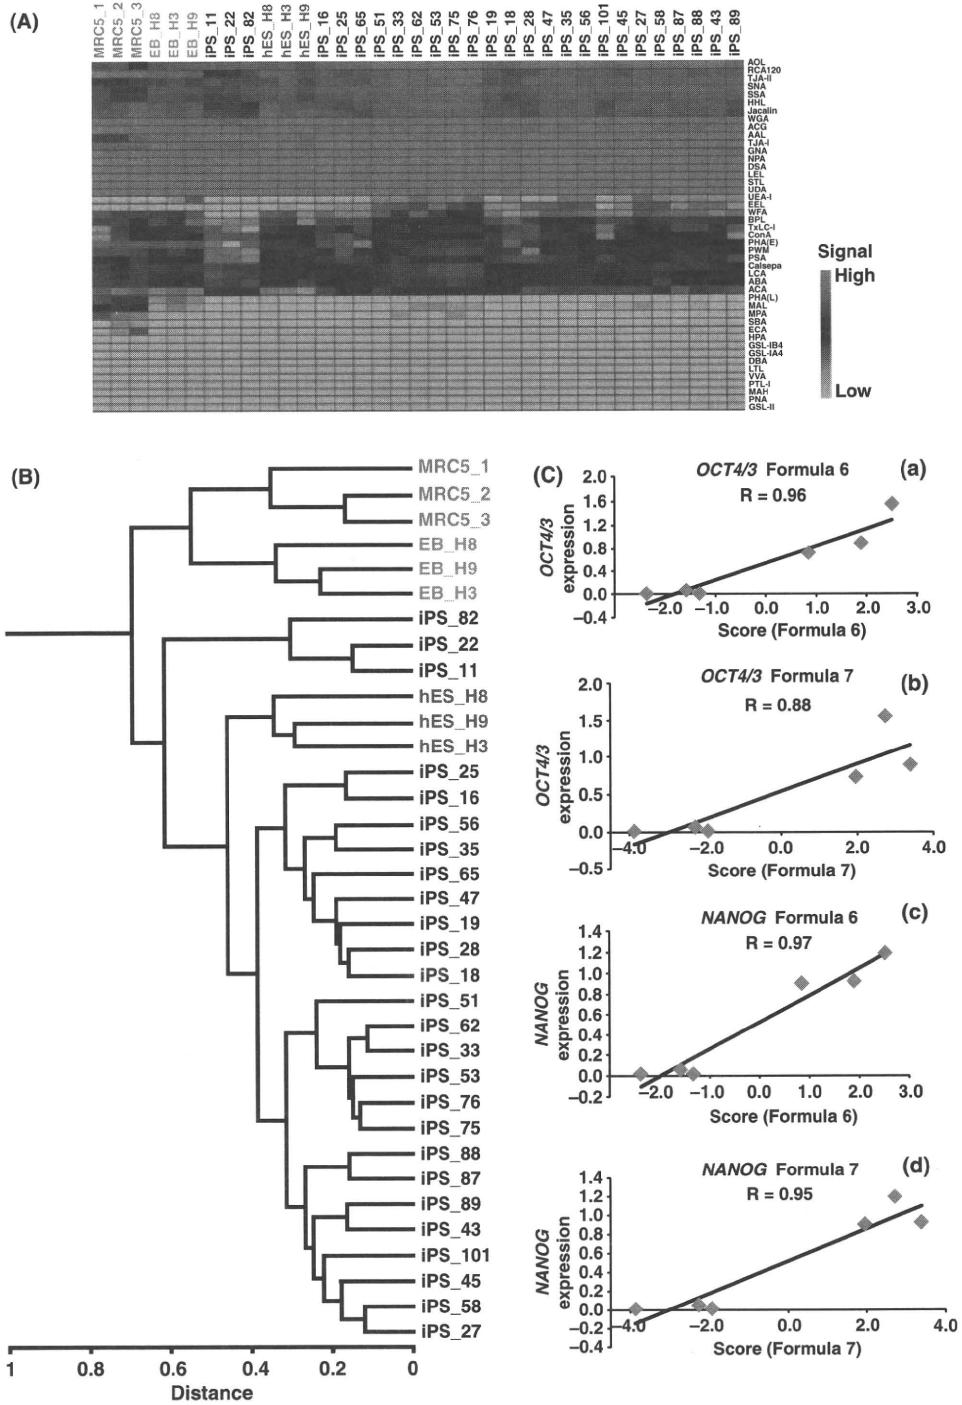 (A)
MRC5_1
MRC5_2
MRC5_3
EB_H8
EB_H3
EB_H9
iPS_11
iPS_22
iPS_82
hES_H8
hES_H3
hES_H9
iPS_16
iPS_25
iPS_65
iPS_51
iPS_33
iPS_62
iPS_53
iPS_75
iPS_76
iPS_19
iPS_18
iPS_28
iPS_47
iPS_35
iPS_56
iPS_101
iPS_45
iPS_27
iPS_58
iPS_87
iPS_88
iPS_43
iPS_89
AOL
RCA120
TJA-II
SNA
SSA
HHL
Jacalin
WGA
ACG
AAL
TJA-I
GNA
NPA
DSA
LEL
STL
UDA
UEA-I
EEL
WFA
BPL
TxLC-I
ConA
PHA(E)
PWM
PSA
Calsepa
LCA
ABA
ACA
PHA(L)
MAL
MPA
SBA
ECA
HPA
GSL-IB4
GSL-IA4
DBA
LTL
VVA
PTL-I
MAH
PNA
GSL-II
Signal
High
Low
(B)
MRC5_1
MRC5_2
MRC5_3
EB_H8
EB_H9
EB_H3
iPS_82
iPS_22
iPS_11
hES_H8
hES_H9
hES_H3
iPS_25
iPS_16
iPS_56
iPS_35
iPS_65
iPS_47
iPS_19
iPS_28
iPS_18
iPS_51
iPS_62
iPS_33
iPS_53
iPS_76
iPS_75
iPS_88
iPS_87
iPS_89
iPS_43
iPS_101
iPS_45
iPS_58
iPS_27
1 0.8 0.6 0.4 0.2 0
Distance
(C)
(a)
OCT4/3 Formula 6
R = 0.96
OCT4/3
expression
2.0
1.6
1.2
0.8
0.4
0.0
–0.4
–2.0 –1.0 0.0 1.0 2.0 3.0
Score (Formula 6)
(b)
OCT4/3 Formula 7
R = 0.88
OCT4/3
expression
2.0
1.5
1.0
0.5
0.0
–0.5
–4.0 –2.0 0.0 2.0 4.0
Score (Formula 7)
(c)
NANOG Formula 6
R = 0.97
NANOG
expression
1.4
1.2
1.0
0.8
0.6
0.4
0.2
0.0
–0.2
–2.0 –1.0 0.0 1.0 2.0 3.0
Score (Formula 6)
(d)
NANOG Formula 7
R = 0.95
NANOG
expression
1.4
1.2
1.0
0.8
0.6
0.4
0.2
0.0
–0.2
–0.4
–4.0 –2.0 0.0 2.0 4.0
Score (Formula 7)